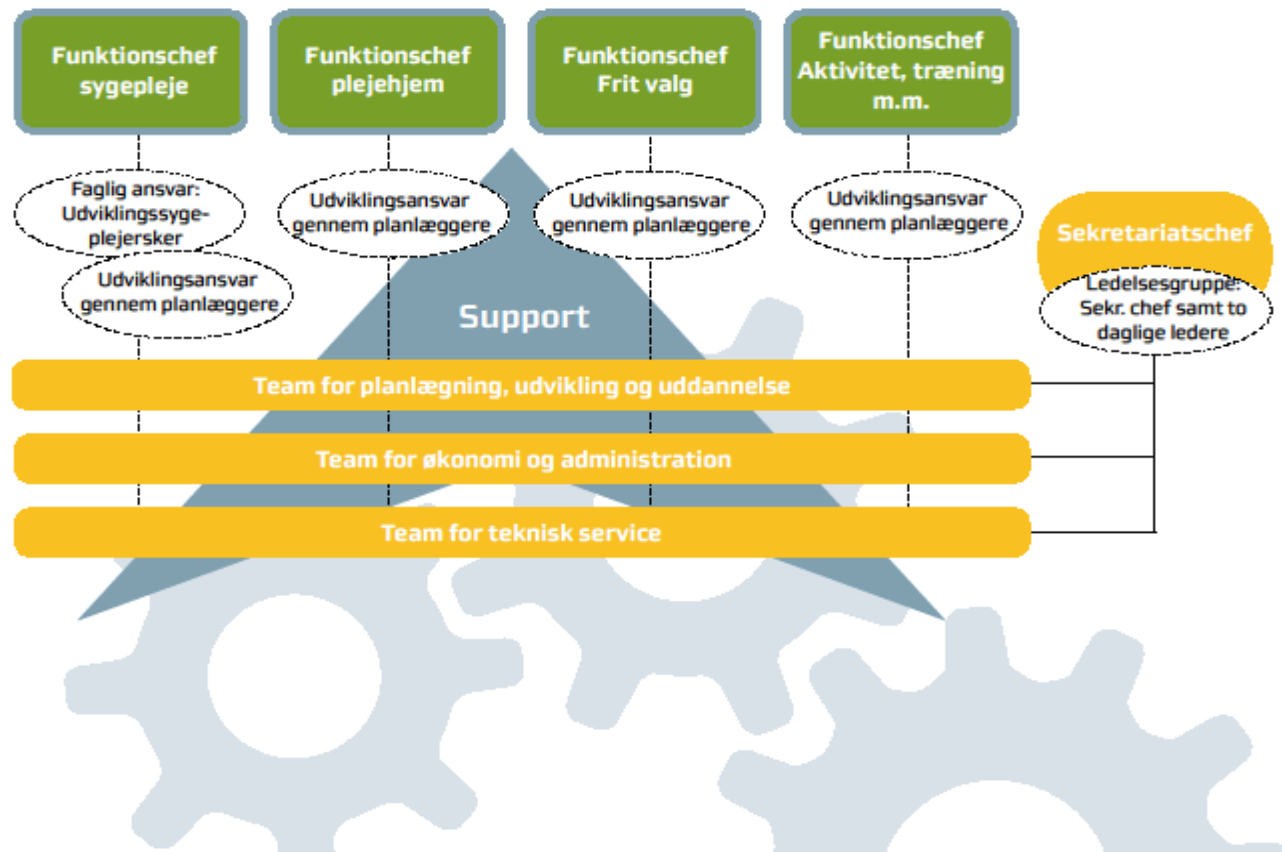 Funktionschef
sygepleje
Funktionschef
plejehjem
Funktionschef
Frit valg
Funktionschef
Aktivitet, træning
m.m.
Faglig ansvar:
Udviklingssyge-
plejersker
Udviklingsansvar
gennem planlæggere
Udviklingsansvar
gennem planlæggere
Udviklingsansvar
gennem planlæggere
Udviklingsansvar
gennem planlæggere
Sekretariatschef
Ledelsesgruppe:
Sekr. chef samt to
daglige ledere
Support
Team for planlægning, udvikling og uddannelse
Team for økonomi og administration
Team for teknisk service